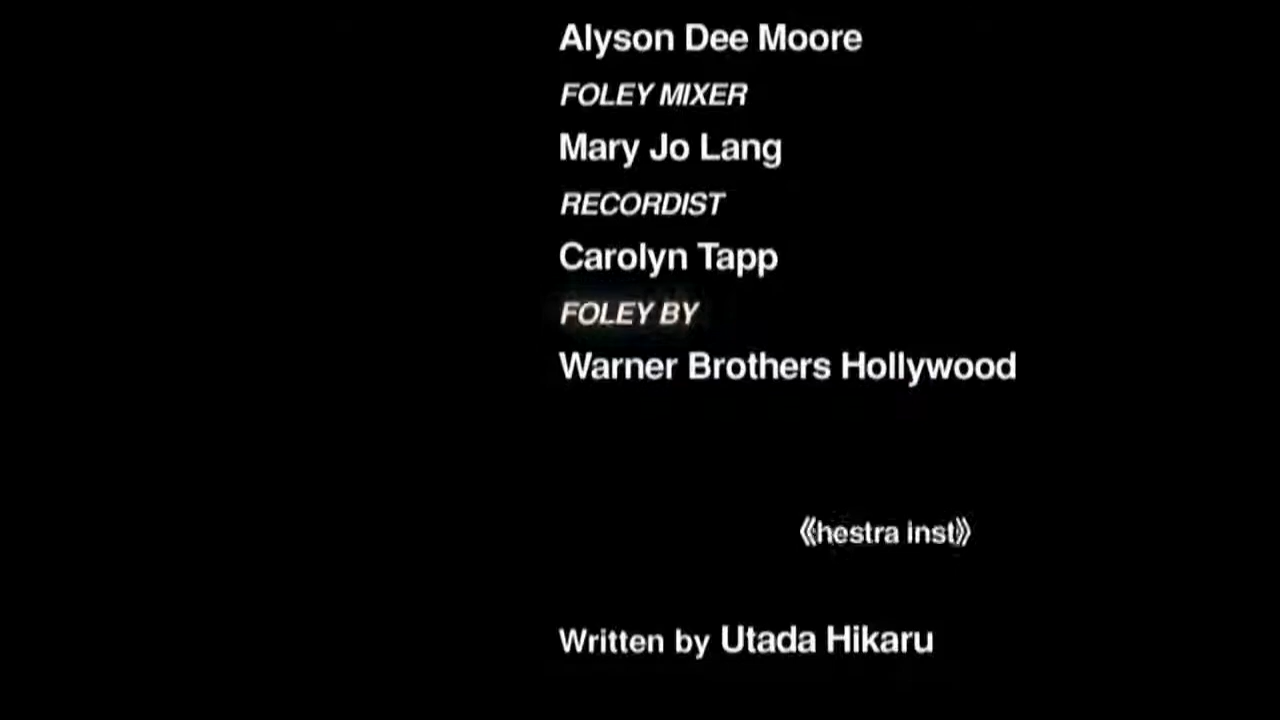 Alyson Dee Moore
FOLEY MIXER
Mary Jo Lang
RECORDIST
Carolyn Tapp
FOLEY BY
Warner Brothers Hollywood
《hestra inst》
Written by Utada Hikaru